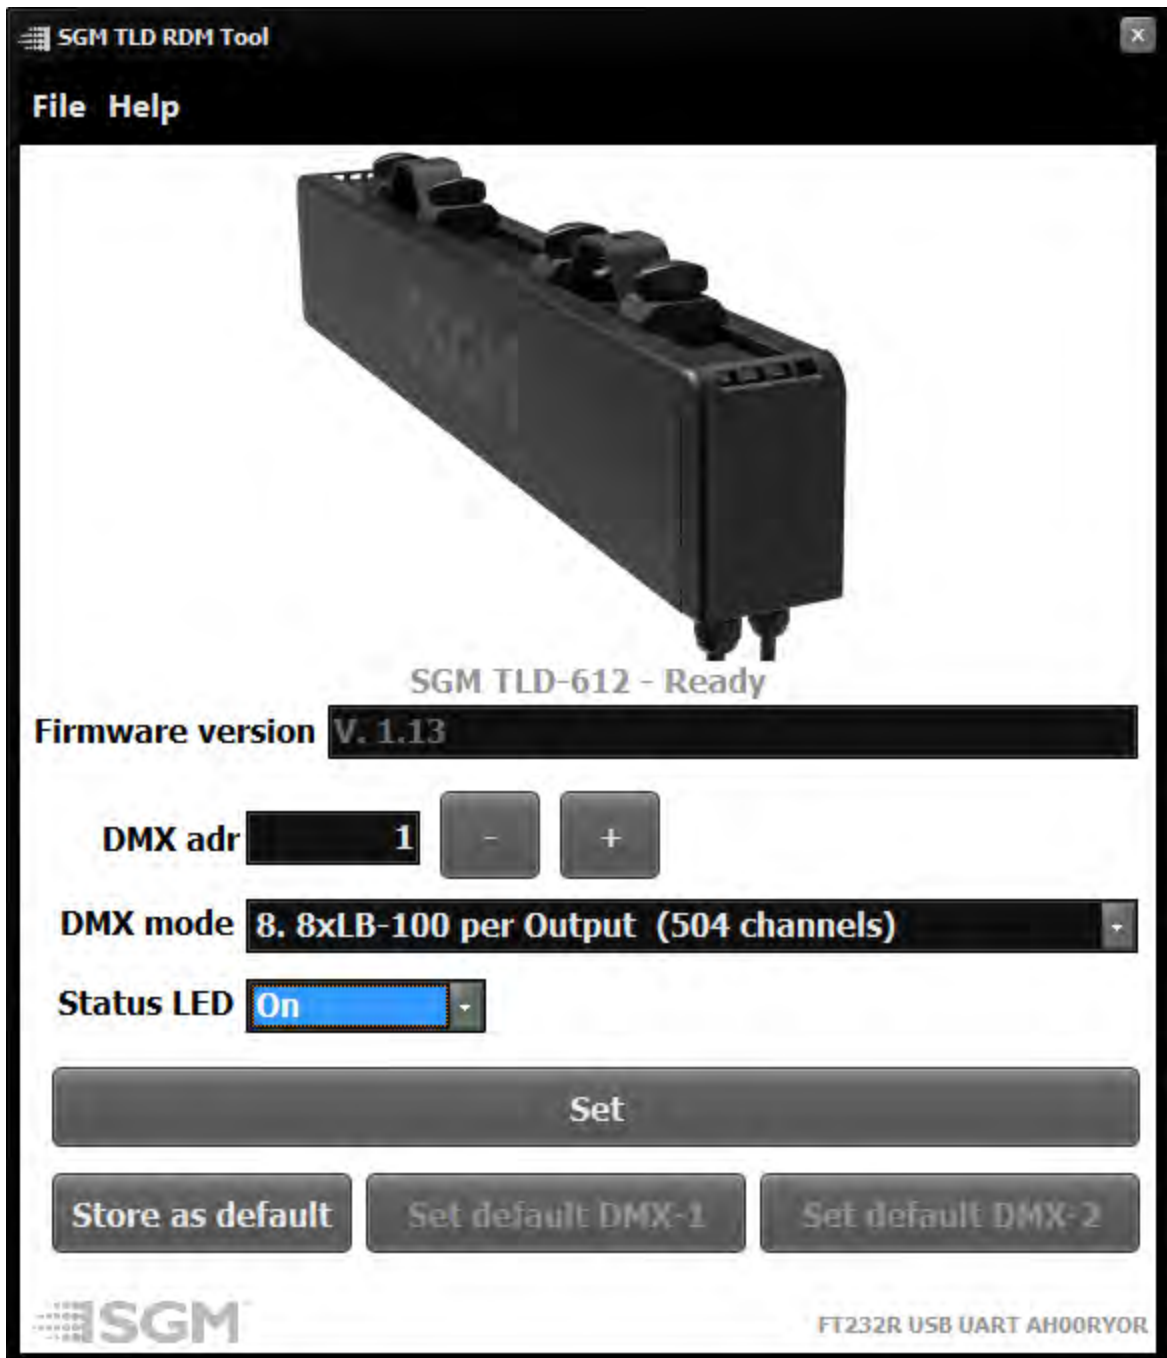 SGM TLD RDM Tool
File Help
SGM
SGM TLD-612 - Ready
Firmware version V. 1.13
DMX adr 1 - +
DMX mode 8. 8xLB-100 per Output (504 channels)
Status LED On
Set
Store as default Set default DMX-1 Set default DMX-2
SGM FT232R USB UART AH00RYOR